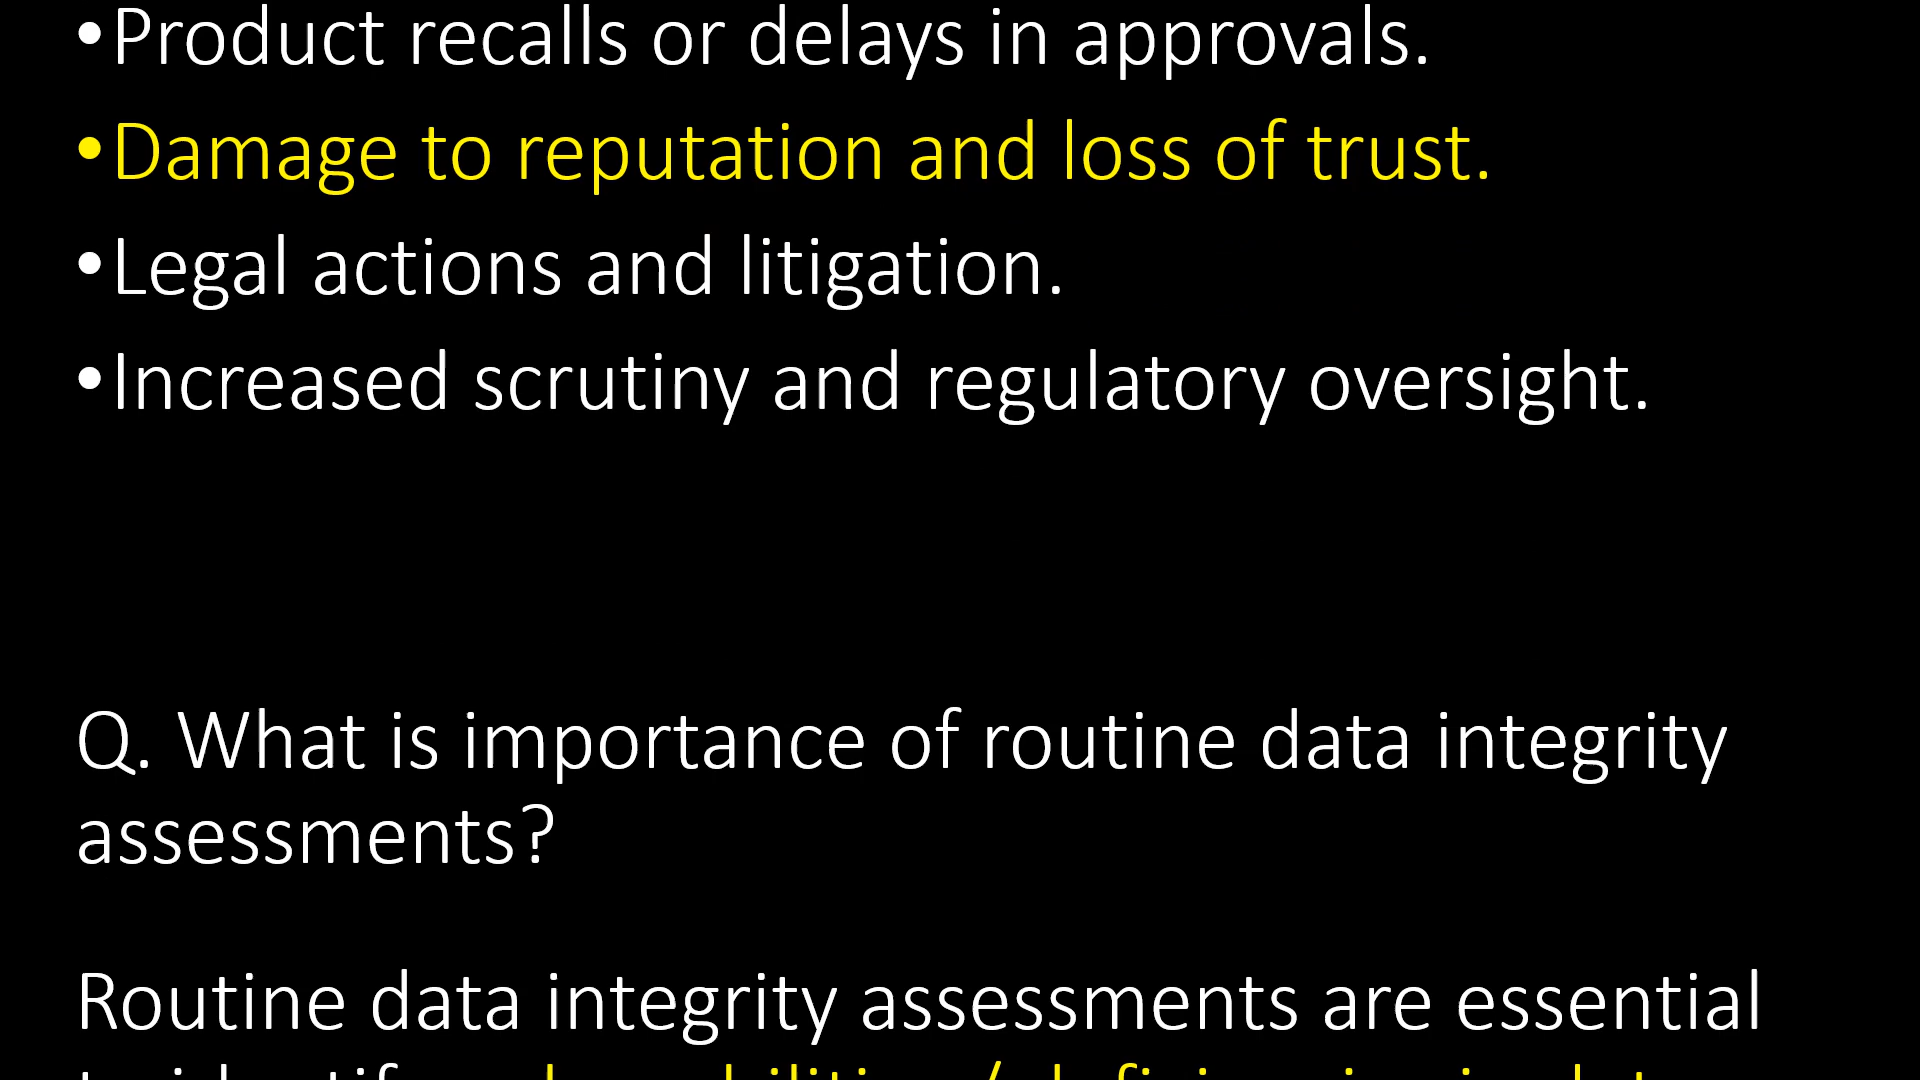 •Product recalls or delays in approvals.
•Damage to reputation and loss of trust.
•Legal actions and litigation.
•Increased scrutiny and regulatory oversight.
Q. What is importance of routine data integrity
assessments?
Routine data integrity assessments are essential